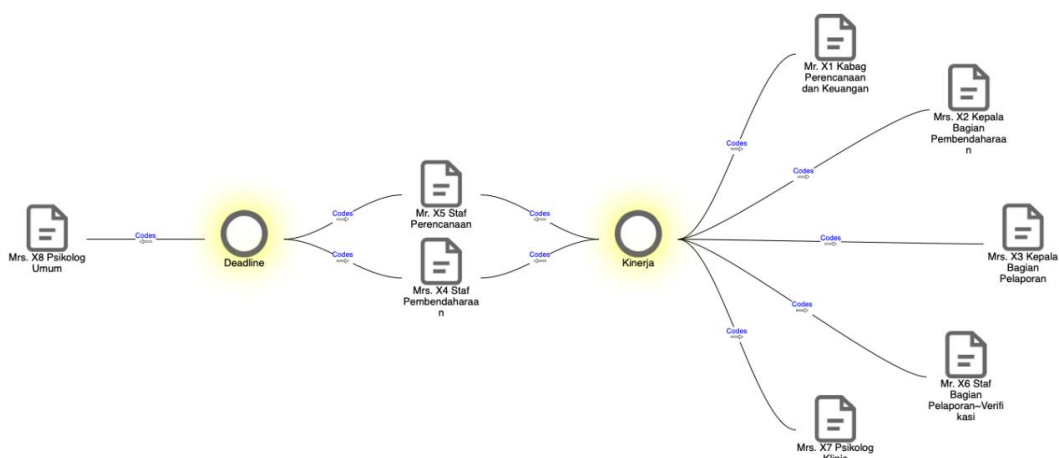 Mr. X1 Kabag
Perencanaan
dan Keuangan
Mrs. X2 Kepala
Bagian
Pembendaharaa
n
Codes
Codes
Mr. X5 Staf
Perencanaan
Codes
Codes
Mrs. X8 Psikolog
Umum
Codes
Deadline
Kinerja
Codes
Mrs. X3 Kepala
Bagian
Pelaporan
Codes
Codes
Mrs. X4 Staf
Pembendaharaa
n
Codes
Codes
Mr. X6 Staf
Bagian
Pelaporan~Verifi
kasi
Mrs. X7 Psikolog
Klinis